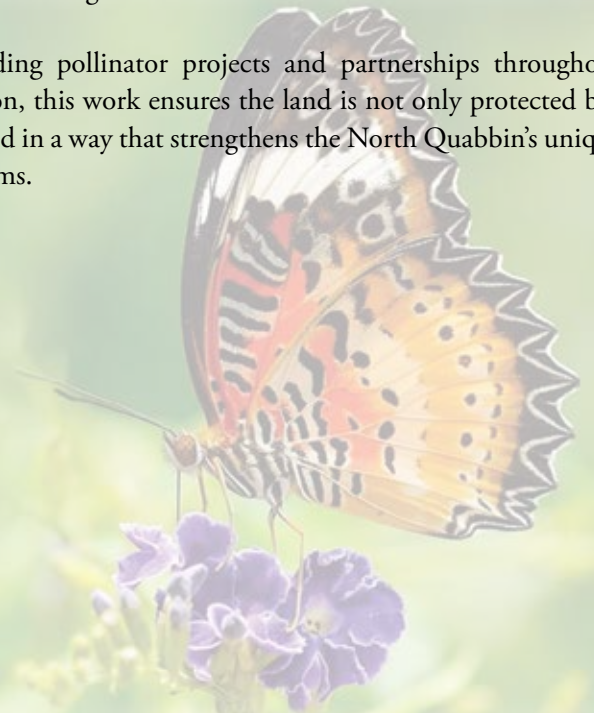 ding pollinator projects and partnerships througho
on, this work ensures the land is not only protected b
d in a way that strengthens the North Quabbin's uniq
ms.